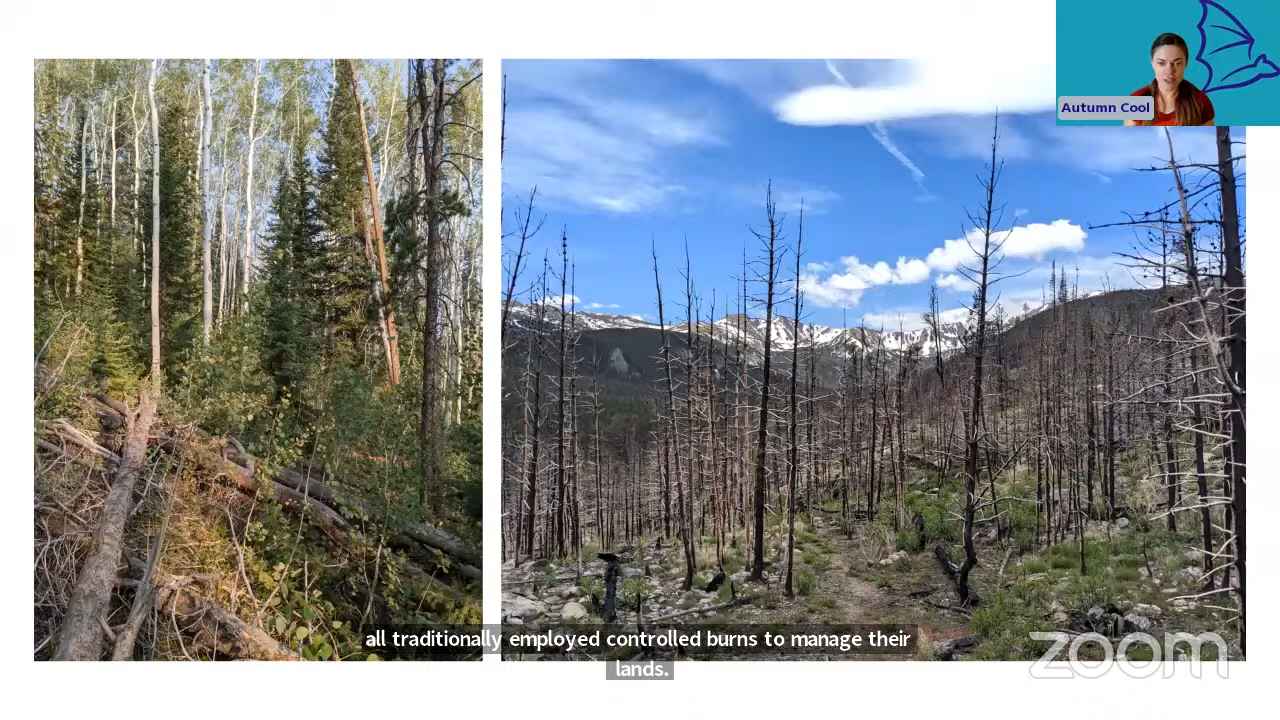 Autumn Cool
all traditionally employed controlled burns to manage their
lands.
zoom